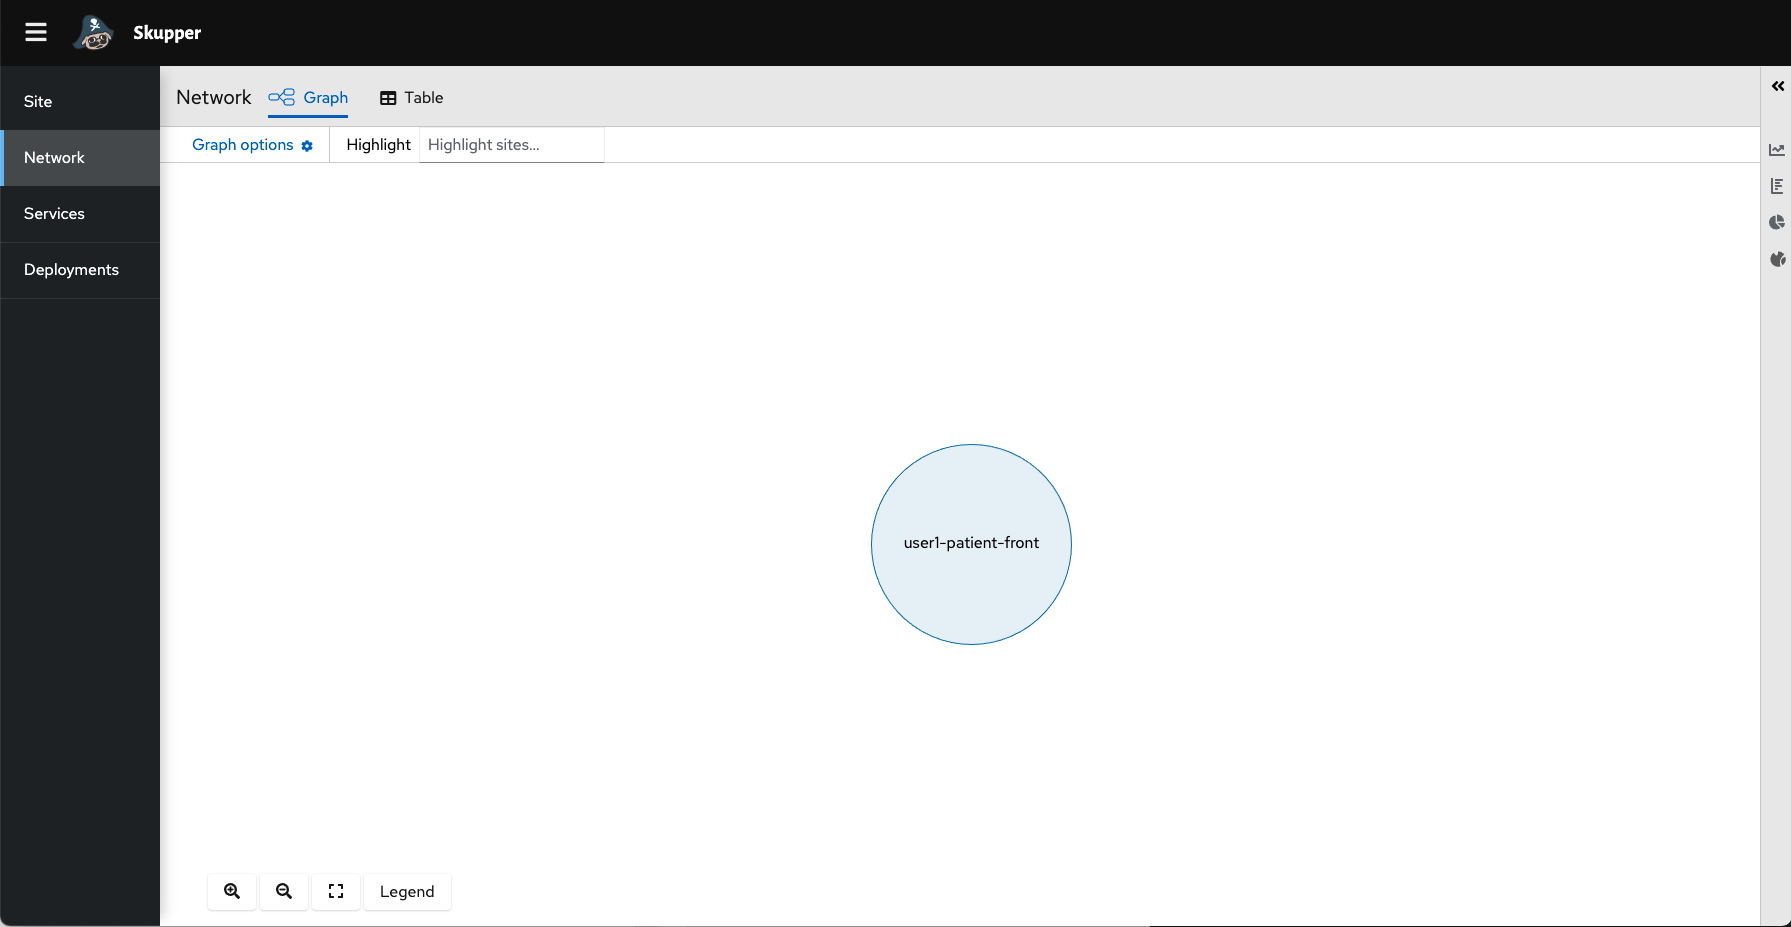 Skupper
Site
Network
Services
Deployments
Network Graph Table
Graph options Highlight Highlight sites...
user1-patient-front
Legend